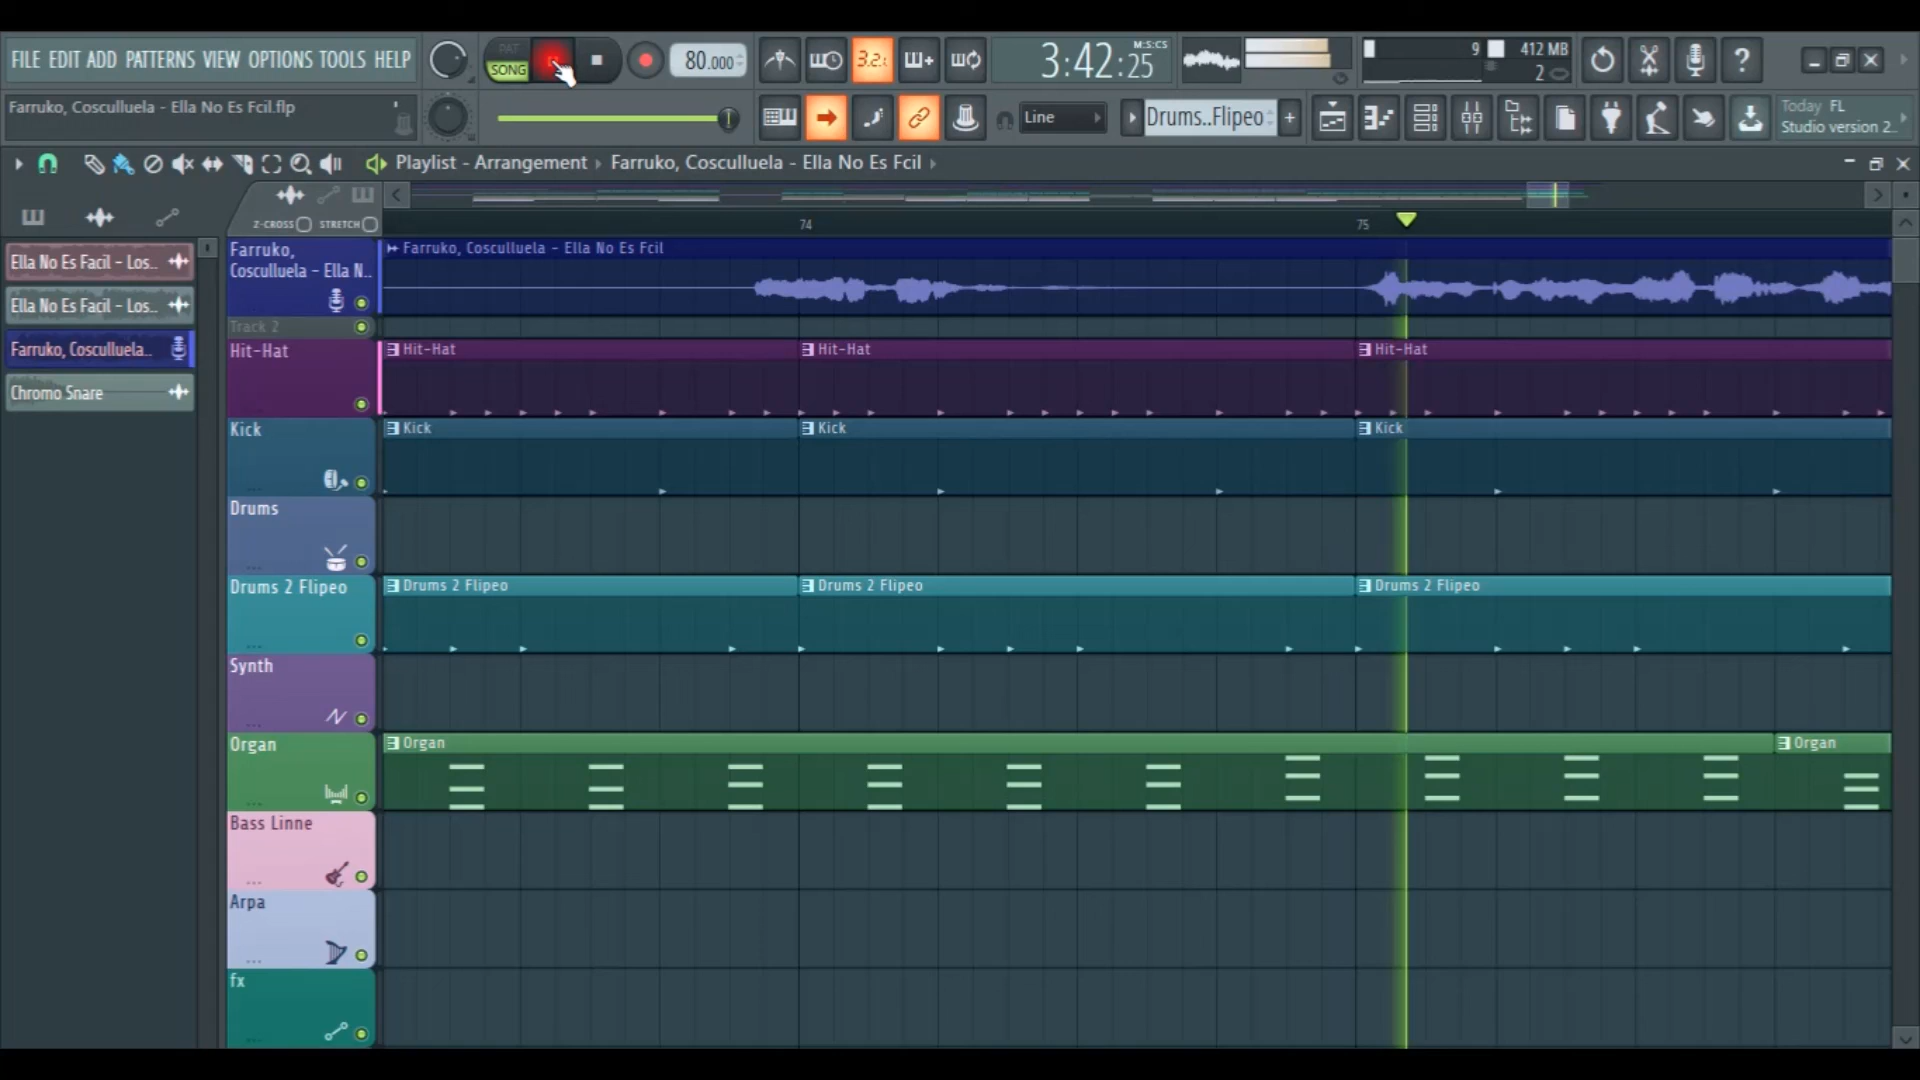 FILE EDIT ADD PATTERNS VIEW OPTIONS TOOLS HELP
PAT
SONG
80.000
3.2.
3:42:25
M:S:CS
9
412 MB
2
Farruko, Cosculluela - Ella No Es Fcil.flp
Line
Drums..Flipeo
Today FL
Studio version 2..
Playlist - Arrangement
Farruko, Cosculluela - Ella No Es Fcil
Z-CROSS
STRETCH
74
75
Ella No Es Facil - Los..
Ella No Es Facil - Los..
Farruko, Cosculluela..
Chromo Snare
Farruko,
Cosculluela - Ella N..
Farruko, Cosculluela - Ella No Es Fcil
Track 2
Hit-Hat
Hit-Hat
Hit-Hat
Hit-Hat
Kick
Kick
Kick
Kick
Drums
Drums 2 Flipeo
Drums 2 Flipeo
Drums 2 Flipeo
Drums 2 Flipeo
Synth
Organ
Organ
Organ
Bass Linne
Arpa
fx